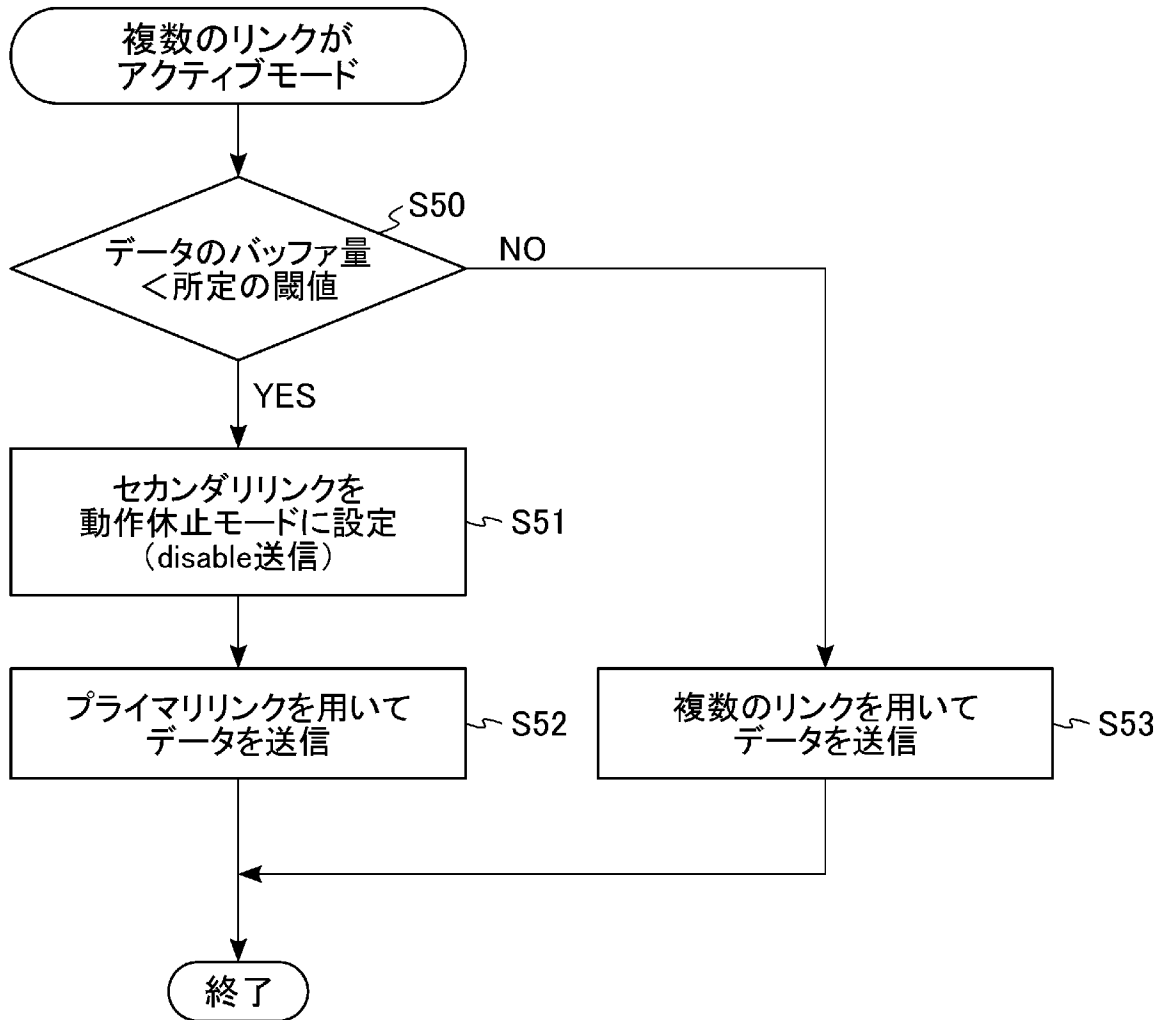 複数のリンクが
アクティブモード
S50
データのバッファ量
<所定の閾値
NO
YES
セカンダリリンクを
動作休止モードに設定
(disable送信)
S51
プライマリリンクを用いて
データを送信
S52
複数のリンクを用いて
データを送信
S53
終了